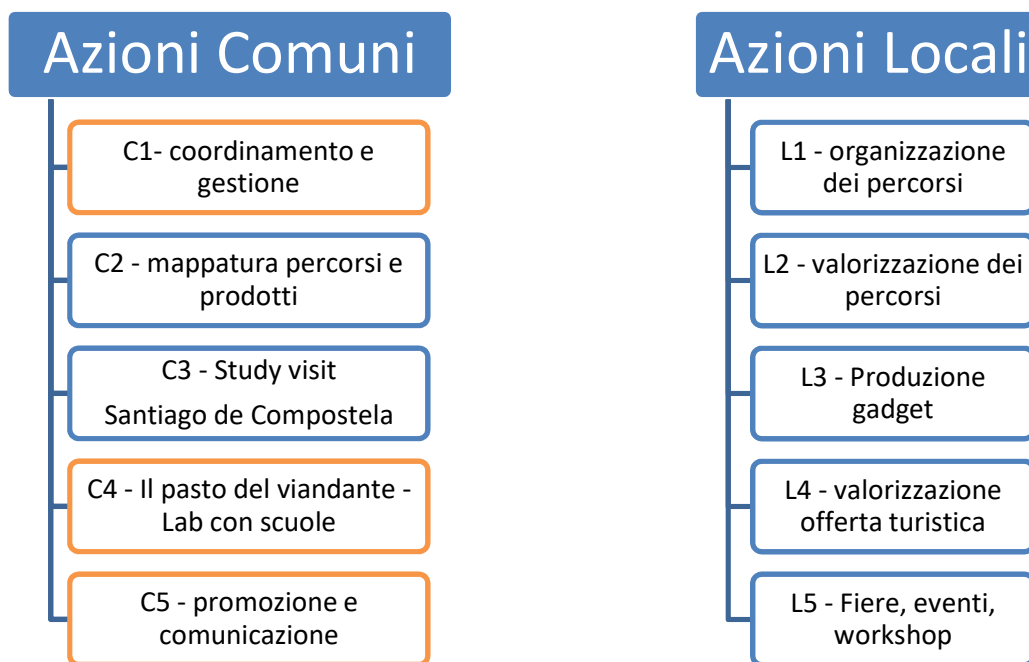 Azioni Comuni
C1- coordinamento e
gestione
C2 - mappatura percorsi e
prodotti
C3 - Study visit
Santiago de Compostela
C4 - Il pasto del viandante -
Lab con scuole
C5 - promozione e
comunicazione
Azioni Locali
L1 - organizzazione
dei percorsi
L2 - valorizzazione dei
percorsi
L3 - Produzione
gadget
L4 - valorizzazione
offerta turistica
L5 - Fiere, eventi,
workshop